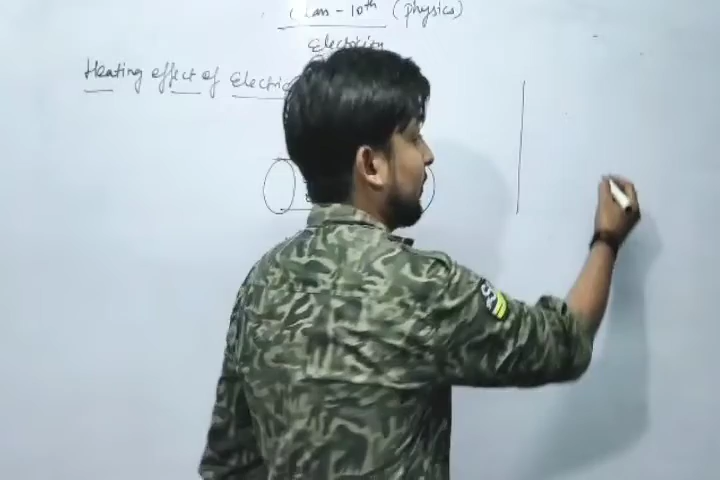 Class - 10th (physics)
Electricity
Heating effect of Electric